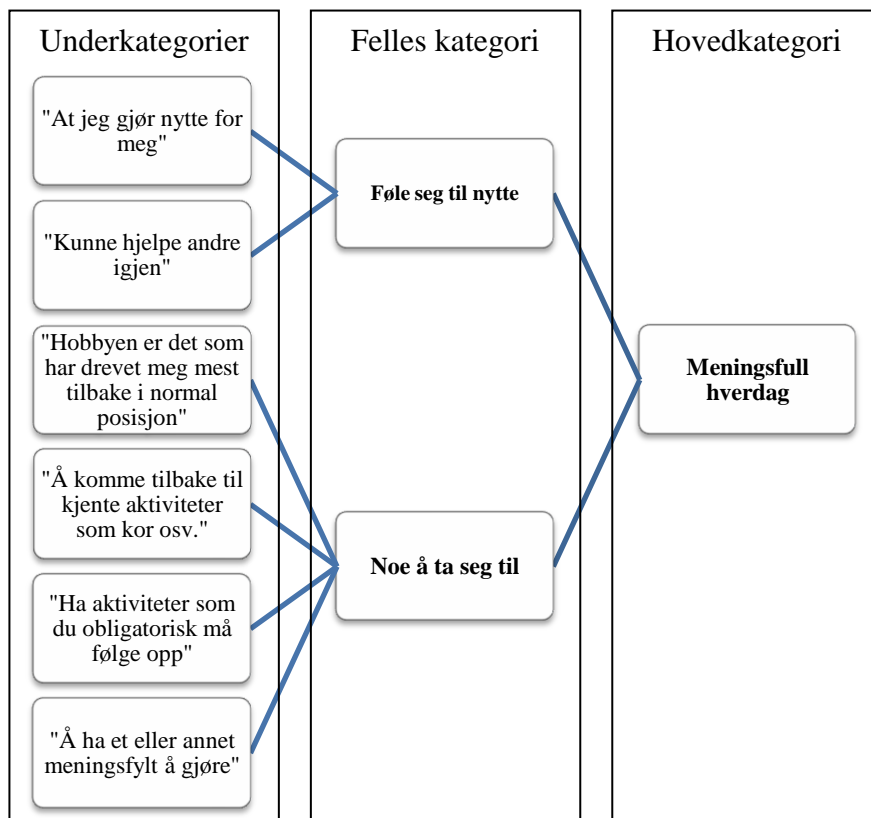 Underkategorier
"At jeg gjør nytte for
meg"
"Kunne hjelpe andre
igjen"
"Hobbyen er det som
har drevet meg mest
tilbake i normal
posisjon"
"Å komme tilbake til
kjente aktiviteter
som kor osv."
"Ha aktiviteter som
du obligatorisk må
følge opp"
"Å ha et eller annet
meningsfylt å gjøre"
Felles kategori
Føle seg til nytte
Noe å ta seg til
Hovedkategori
Meningsfull
hverdag